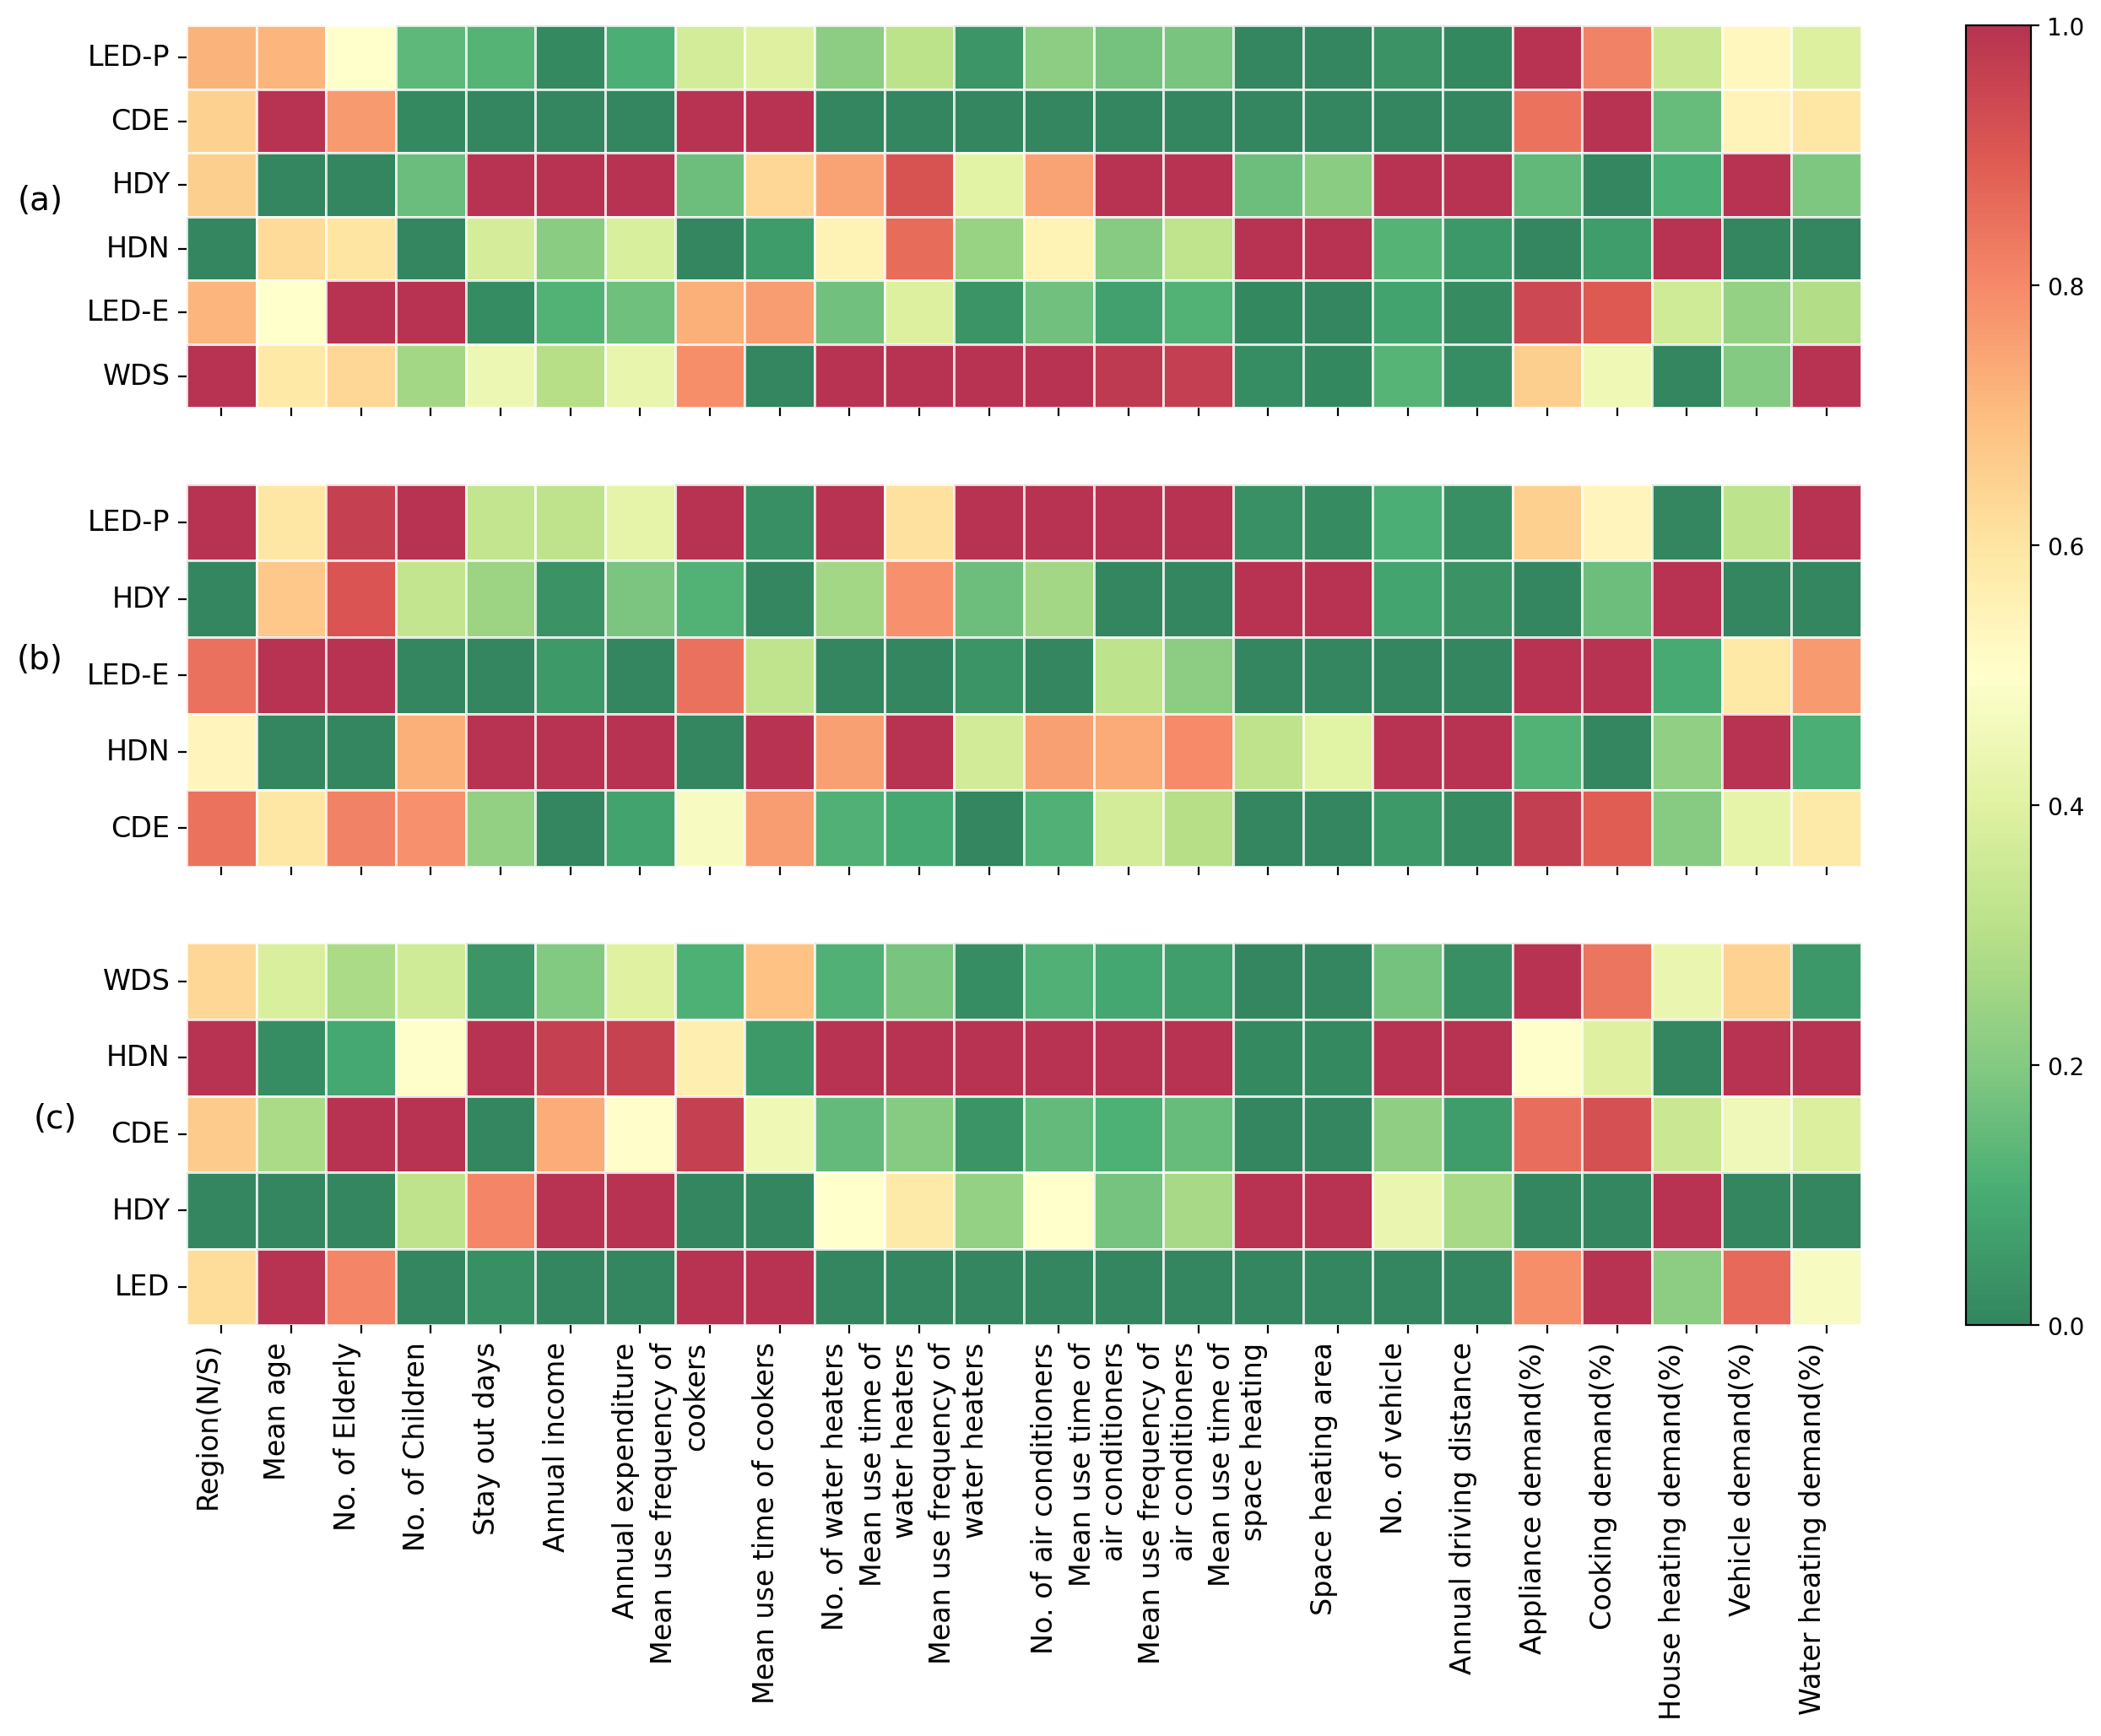 LED-P
CDE
HDY
HDN
LED-E
WDS
(a)
LED-P
HDY
LED-E
HDN
CDE
(b)
WDS
HDN
CDE
HDY
LED
(c)
Region(N/S)
Mean age
No. of Elderly
No. of Children
Stay out days
Annual income
Annual expenditure
Mean use frequency of
cookers
Mean use time of cookers
No. of water heaters
Mean use time of
water heaters
Mean use frequency of
water heaters
No. of air conditioners
Mean use time of
air conditioners
Mean use frequency of
air conditioners
Mean use time of
space heating
Space heating area
No. of vehicle
Annual driving distance
Appliance demand(%)
Cooking demand(%)
House heating demand(%)
Vehicle demand(%)
Water heating demand(%)
1.0
0.8
0.6
0.4
0.2
0.0